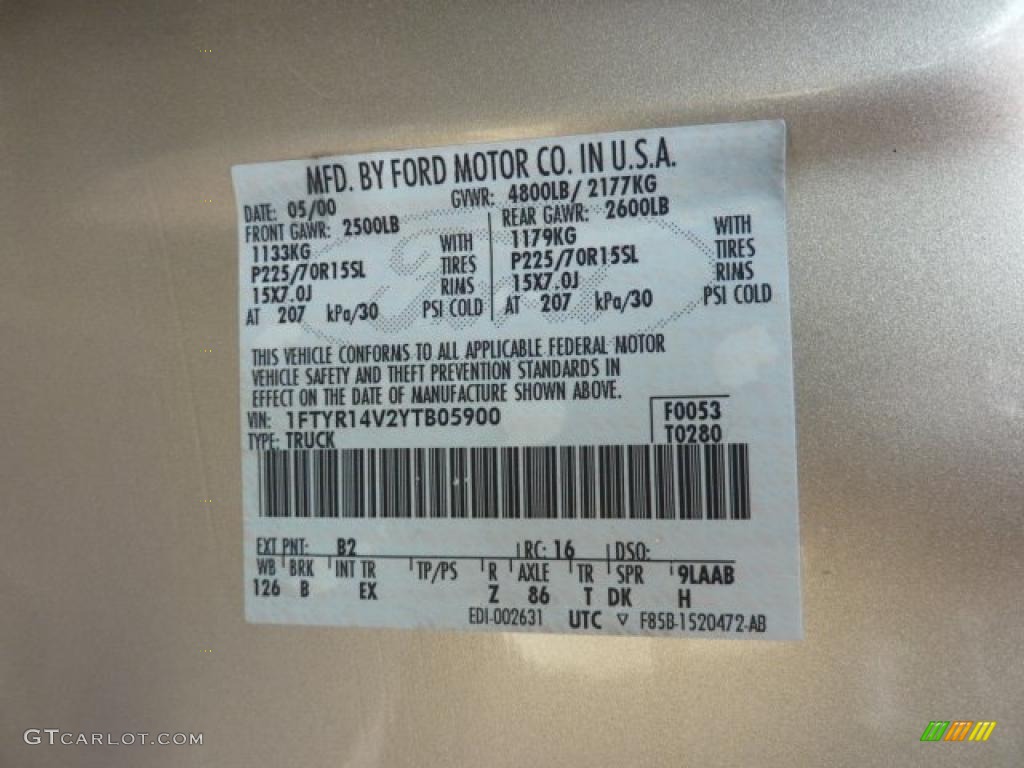 MFD. BY FORD MOTOR CO. IN U.S.A.
DATE: 05/00 GVWR: 4800LB/ 2177KG
FRONT GAWR: 2500LB REAR GAWR: 2600LB
1133KG WITH 1179KG WITH
P225/70R15SL TIRES P225/70R15SL TIRES
15X7.0J RIMS 15X7.0J RIMS
AT 207 kPa/30 PSI COLD AT 207 kPa/30 PSI COLD
THIS VEHICLE CONFORMS TO ALL APPLICABLE FEDERAL MOTOR
VEHICLE SAFETY AND THEFT PREVENTION STANDARDS IN
EFFECT ON THE DATE OF MANUFACTURE SHOWN ABOVE.
VIN: 1FTYR14V2YTB05900 F0053
TYPE: TRUCK T0280
EXT PNT: B2 RC: 16 DSO:
WB BRK INT TR TP/PS R AXLE TR SPR 9LAAB
126 B EX Z 86 T DK H
EDI-002631 UTC ▽ F85B-1520472-AB
GTCARLOT.COM